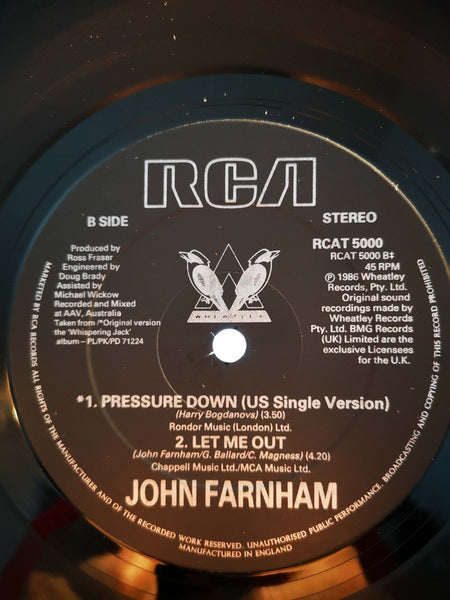 RCA
B SIDE
STEREO
Produced by
Ross Fraser
Engineered by
Doug Brady
Assisted by
Michael Wickow
Recorded and Mixed
at AAV, Australia
Taken from /*Original version
the 'Whispering Jack'
album – PL/PK/PD 71224
RCAT 5000
RCAT 5000 B‡
45 RPM
℗ 1986 Wheatley
Records, Pty. Ltd.
Original sound
recordings made by
Wheatley Records
Pty. Ltd. BMG Records
(UK) Limited are the
exclusive Licensees
for the U.K.
WHEATLEY
*1. PRESSURE DOWN (US Single Version)
(Harry Bogdanovs) (3.50)
Rondor Music (London) Ltd.
2. LET ME OUT
(John Farnham/G. Ballard/C. Magness) (4.20)
Chappell Music Ltd./MCA Music Ltd.
JOHN FARNHAM
MARKETED BY RCA RECORDS ALL RIGHTS OF THE MANUFACTURER AND OF THE RECORDED WORK RESERVED. UNAUTHORISED PUBLIC PERFORMANCE, BROADCASTING AND COPYING OF THIS RECORD PROHIBITED
MANUFACTURED IN ENGLAND